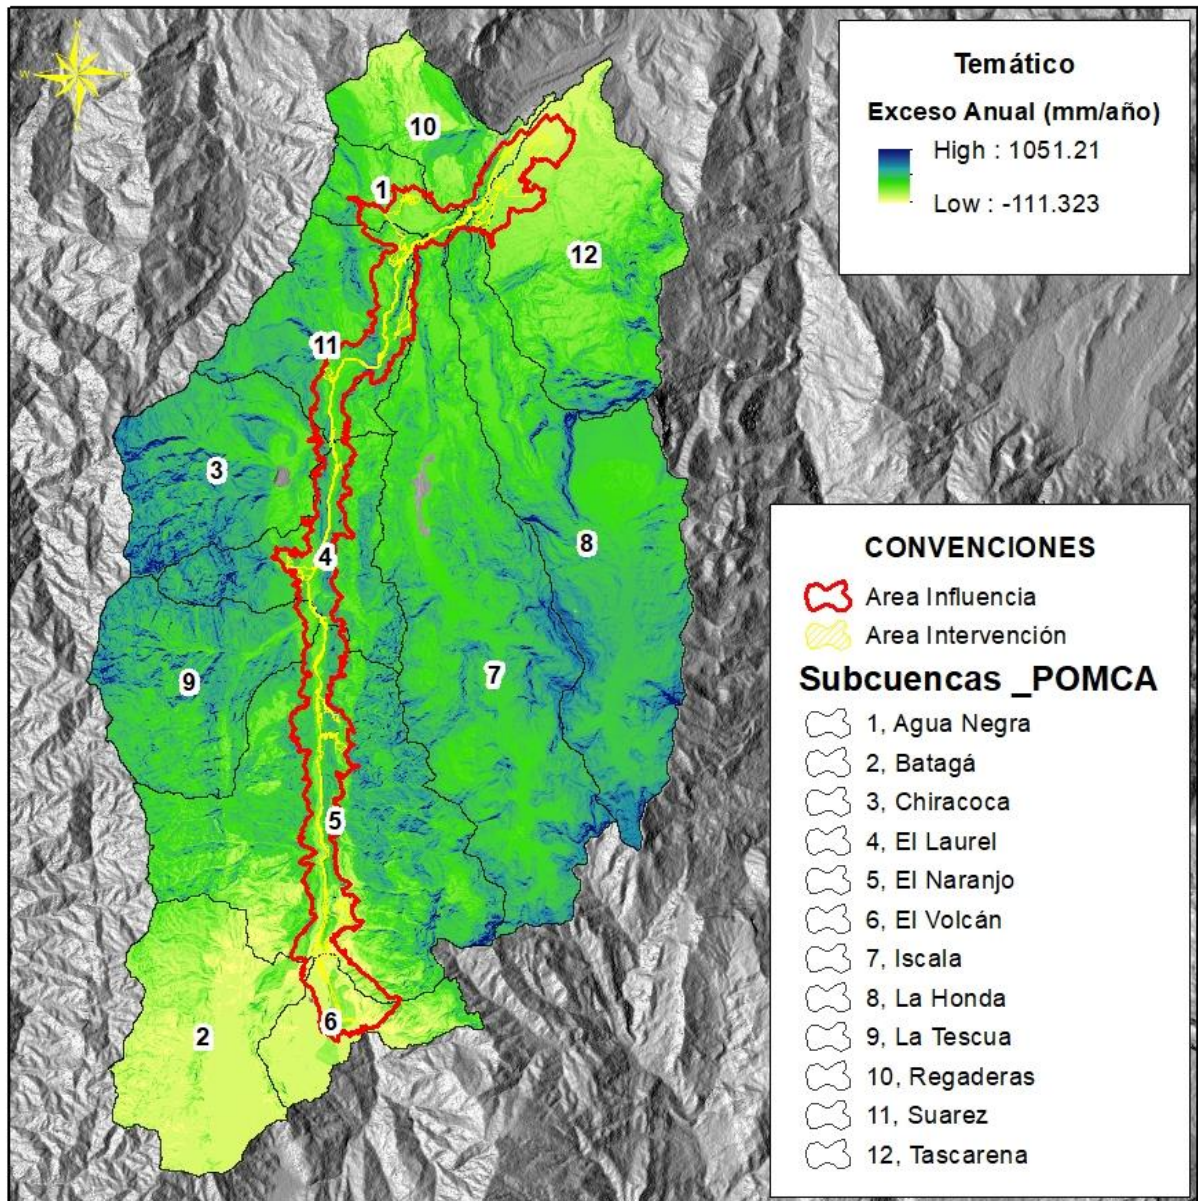 N
W
E
Temático
Exceso Anual (mm/año)
High : 1051.21
Low : -111.323
10
1
12
11
3
4
8
7
9
5
2
6
CONVENCIONES
Area Influencia
Area Intervención
Subcuencas _POMCA
1, Agua Negra
2, Batagá
3, Chiracoca
4, El Laurel
5, El Naranjo
6, El Volcán
7, Iscala
8, La Honda
9, La Tescua
10, Regaderas
11, Suarez
12, Tascarena